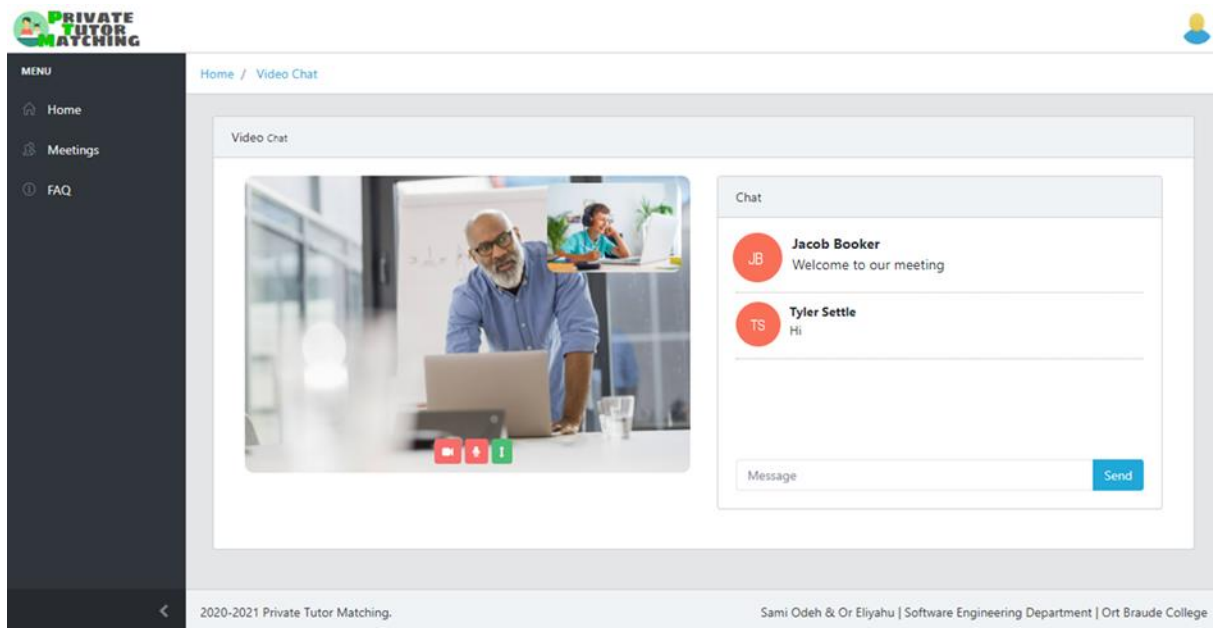 PRIVATE
TUTOR
MATCHING
MENU
Home / Video Chat
Home
Meetings
FAQ
Video Chat
Chat
JB
Jacob Booker
Welcome to our meeting
TS
Tyler Settle
Hi
Message
Send
2020-2021 Private Tutor Matching.
Sami Odeh & Or Eliyahu | Software Engineering Department | Ort Braude College